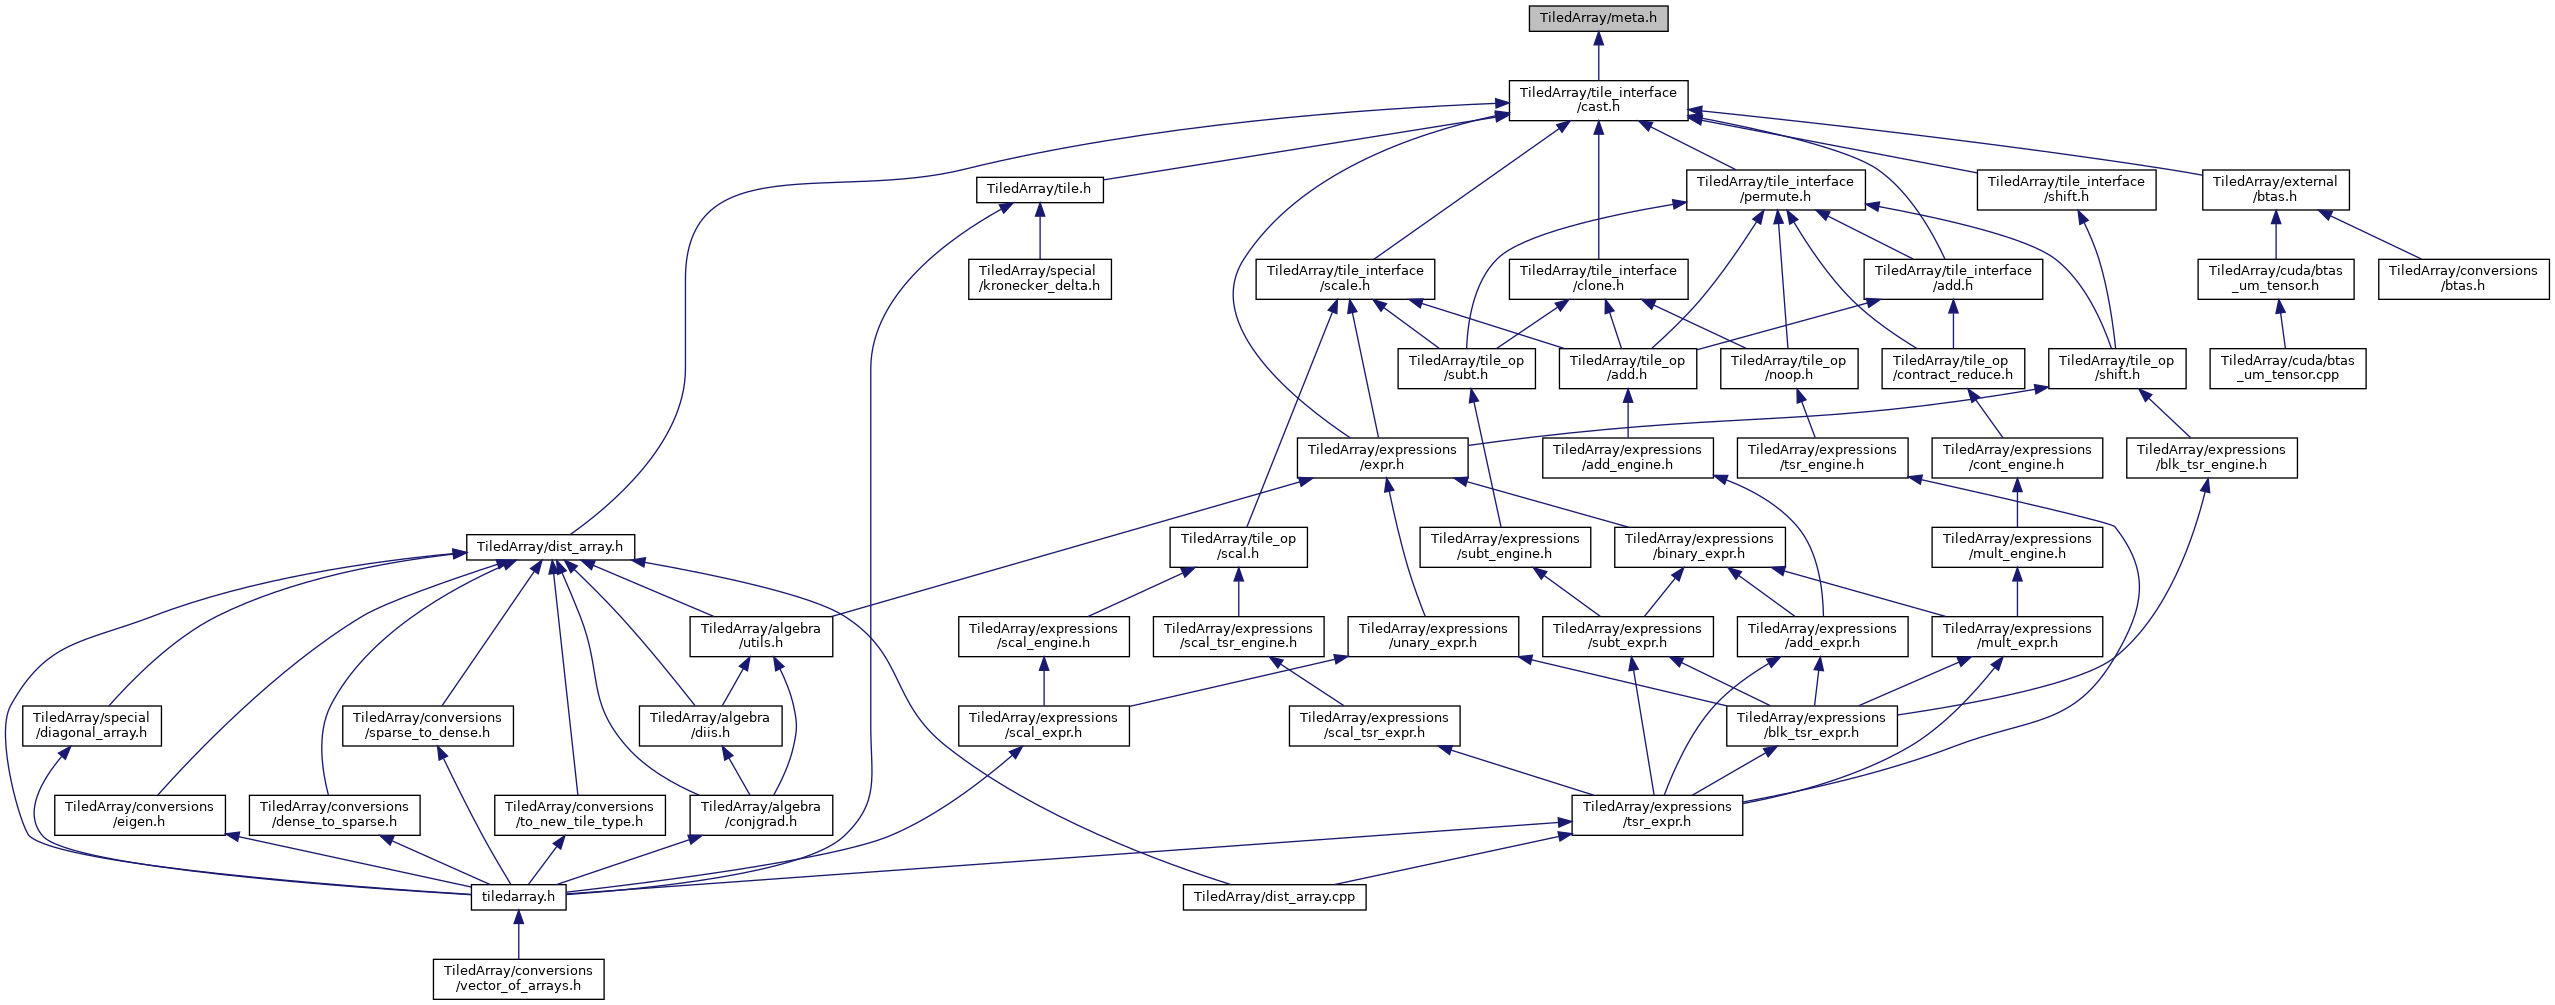 TiledArray/meta.h
TiledArray/tile_interface
/cast.h
TiledArray/tile.h
TiledArray/tile_interface
/permute.h
TiledArray/tile_interface
/shift.h
TiledArray/external
/btas.h
TiledArray/special
/kronecker_delta.h
TiledArray/tile_interface
/scale.h
TiledArray/tile_interface
/clone.h
TiledArray/tile_interface
/add.h
TiledArray/cuda/btas
_um_tensor.h
TiledArray/conversions
/btas.h
TiledArray/tile_op
/subt.h
TiledArray/tile_op
/add.h
TiledArray/tile_op
/noop.h
TiledArray/tile_op
/contract_reduce.h
TiledArray/tile_op
/shift.h
TiledArray/cuda/btas
_um_tensor.cpp
TiledArray/expressions
/expr.h
TiledArray/expressions
/add_engine.h
TiledArray/expressions
/tsr_engine.h
TiledArray/expressions
/cont_engine.h
TiledArray/expressions
/blk_tsr_engine.h
TiledArray/dist_array.h
TiledArray/tile_op
/scal.h
TiledArray/expressions
/subt_engine.h
TiledArray/expressions
/binary_expr.h
TiledArray/expressions
/mult_engine.h
TiledArray/algebra
/utils.h
TiledArray/expressions
/scal_engine.h
TiledArray/expressions
/scal_tsr_engine.h
TiledArray/expressions
/unary_expr.h
TiledArray/expressions
/subt_expr.h
TiledArray/expressions
/add_expr.h
TiledArray/expressions
/mult_expr.h
TiledArray/special
/diagonal_array.h
TiledArray/conversions
/sparse_to_dense.h
TiledArray/algebra
/diis.h
TiledArray/expressions
/scal_expr.h
TiledArray/expressions
/scal_tsr_expr.h
TiledArray/expressions
/blk_tsr_expr.h
TiledArray/conversions
/eigen.h
TiledArray/conversions
/dense_to_sparse.h
TiledArray/conversions
/to_new_tile_type.h
TiledArray/algebra
/conjgrad.h
TiledArray/expressions
/tsr_expr.h
tiledarray.h
TiledArray/dist_array.cpp
TiledArray/conversions
/vector_of_arrays.h